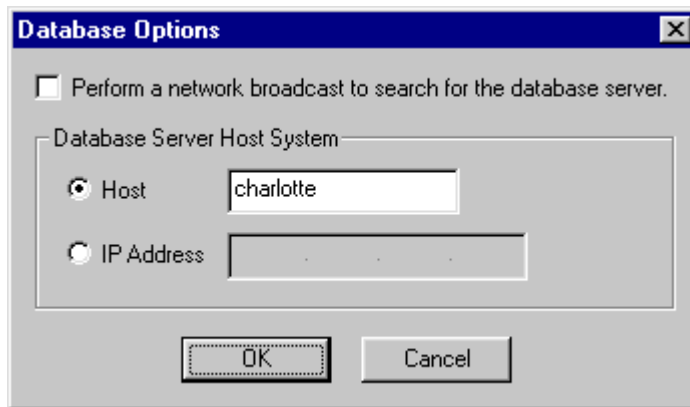 Database Options
Perform a network broadcast to search for the database server.
Database Server Host System
Host charlotte
IP Address . . .
OK Cancel